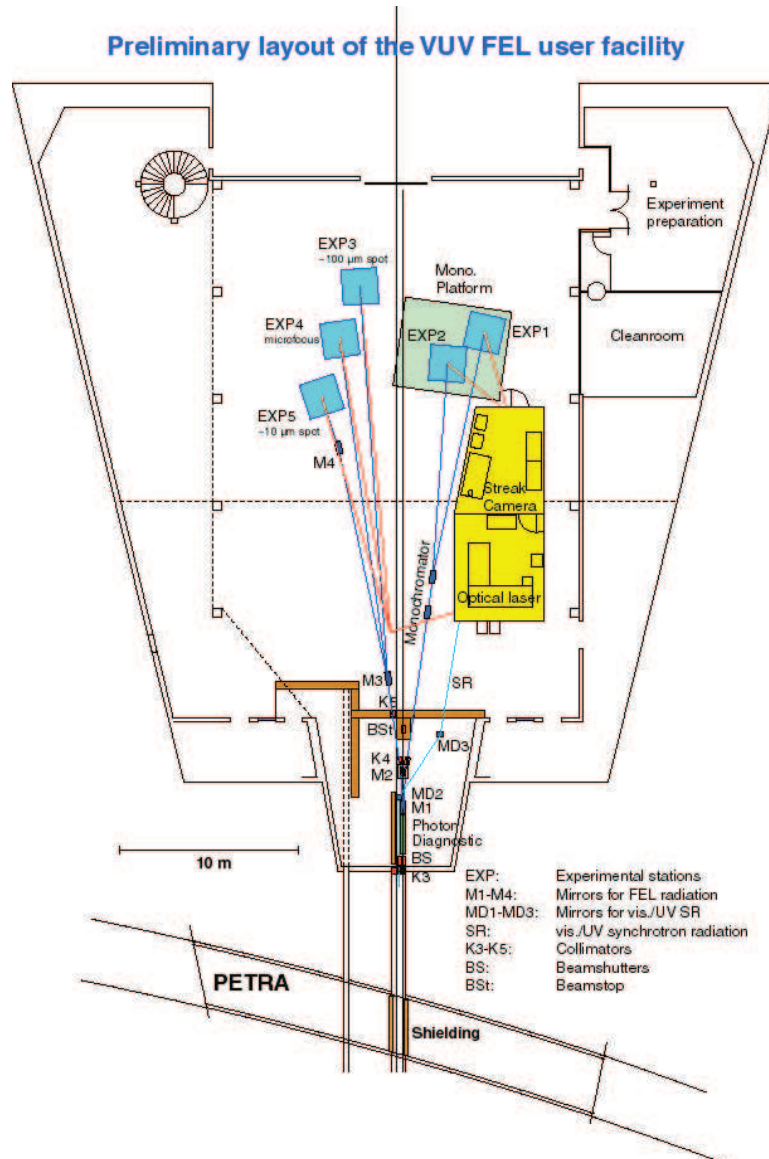 Preliminary layout of the VUV FEL user facility
Experiment
preparation
EXP3
~100 µm spot
Mono.
Platform
EXP4
microfocus
EXP2
EXP1
Cleanroom
EXP5
~10 µm spot
M4
Streak
Camera
Monochromator
Optical laser
M3
SR
K5
BSt
MD3
K4
M2
MD2
M1
Photon
Diagnostic
10 m
BS
K3
EXP: Experimental stations
M1-M4: Mirrors for FEL radiation
MD1-MD3: Mirrors for vis./UV SR
SR: vis./UV synchrotron radiation
K3-K5: Collimators
BS: Beamshutters
BSt: Beamstop
PETRA
Shielding